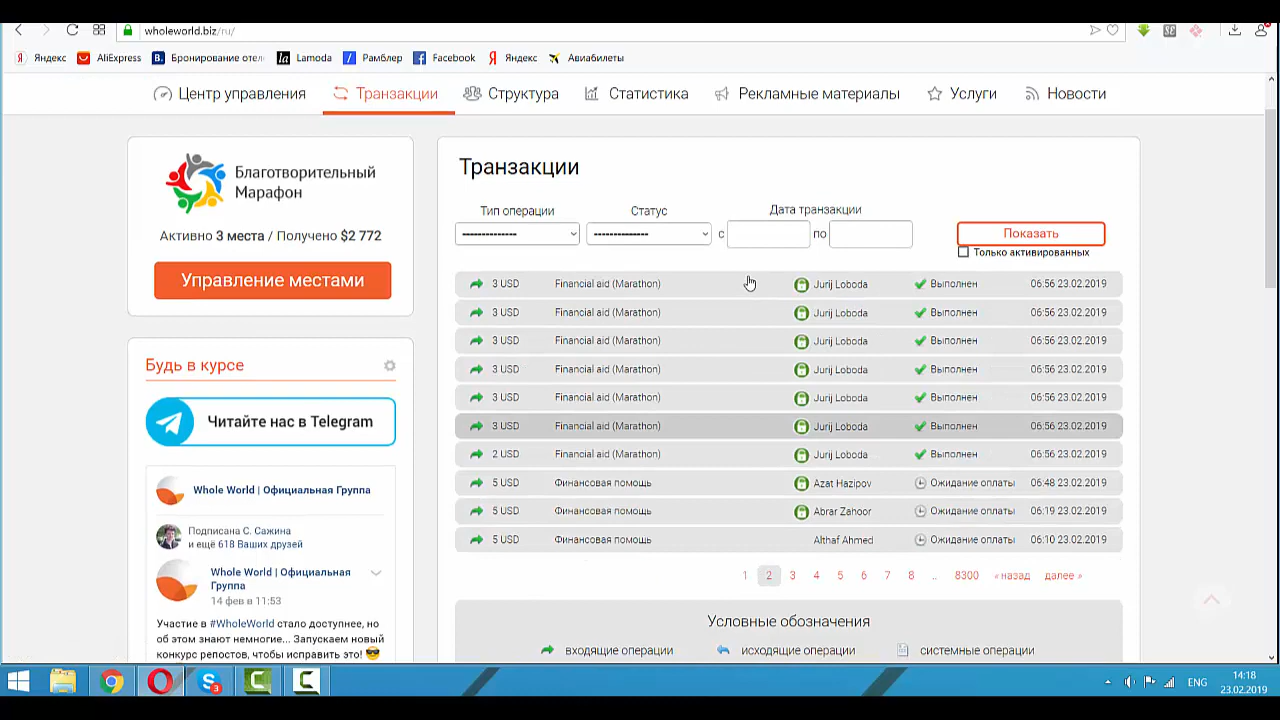 wholeworld.biz/ru/
Яндекс AliExpress Бронирование отел Lamoda Рамблер Facebook Яндекс Авиабилеты
Центр управления Транзакции Структура Статистика Рекламные материалы Услуги Новости
Благотворительный
Марафон
Активно 3 места / Получено $2 772
Управление местами
Будь в курсе
Читайте нас в Telegram
Whole World | Официальная Группа
Подписана С. Сажина
и ещё 618 Ваших друзей
Whole World | Официальная
Группа
14 фев в 11:53
Участие в #WholeWorld стало доступнее, но
об этом знают немногие... Запускаем новый
конкурс репостов, чтобы исправить это!
Транзакции
Тип операции Статус Дата транзакции
-------------- -------------- с по Показать
Только активированных
3 USD Financial aid (Marathon) Jurij Loboda Выполнен 06:56 23.02.2019
3 USD Financial aid (Marathon) Jurij Loboda Выполнен 06:56 23.02.2019
3 USD Financial aid (Marathon) Jurij Loboda Выполнен 06:56 23.02.2019
3 USD Financial aid (Marathon) Jurij Loboda Выполнен 06:56 23.02.2019
3 USD Financial aid (Marathon) Jurij Loboda Выполнен 06:56 23.02.2019
3 USD Financial aid (Marathon) Jurij Loboda Выполнен 06:56 23.02.2019
2 USD Financial aid (Marathon) Jurij Loboda Выполнен 06:56 23.02.2019
5 USD Финансовая помощь Azat Hazipov Ожидание оплаты 06:48 23.02.2019
5 USD Финансовая помощь Abrar Zahoor Ожидание оплаты 06:19 23.02.2019
5 USD Финансовая помощь Althaf Ahmed Ожидание оплаты 06:10 23.02.2019
1 2 3 4 5 6 7 8 .. 8300 « назад далее »
Условные обозначения
входящие операции исходящие операции системные операции
3 ENG 14:18
23.02.2019